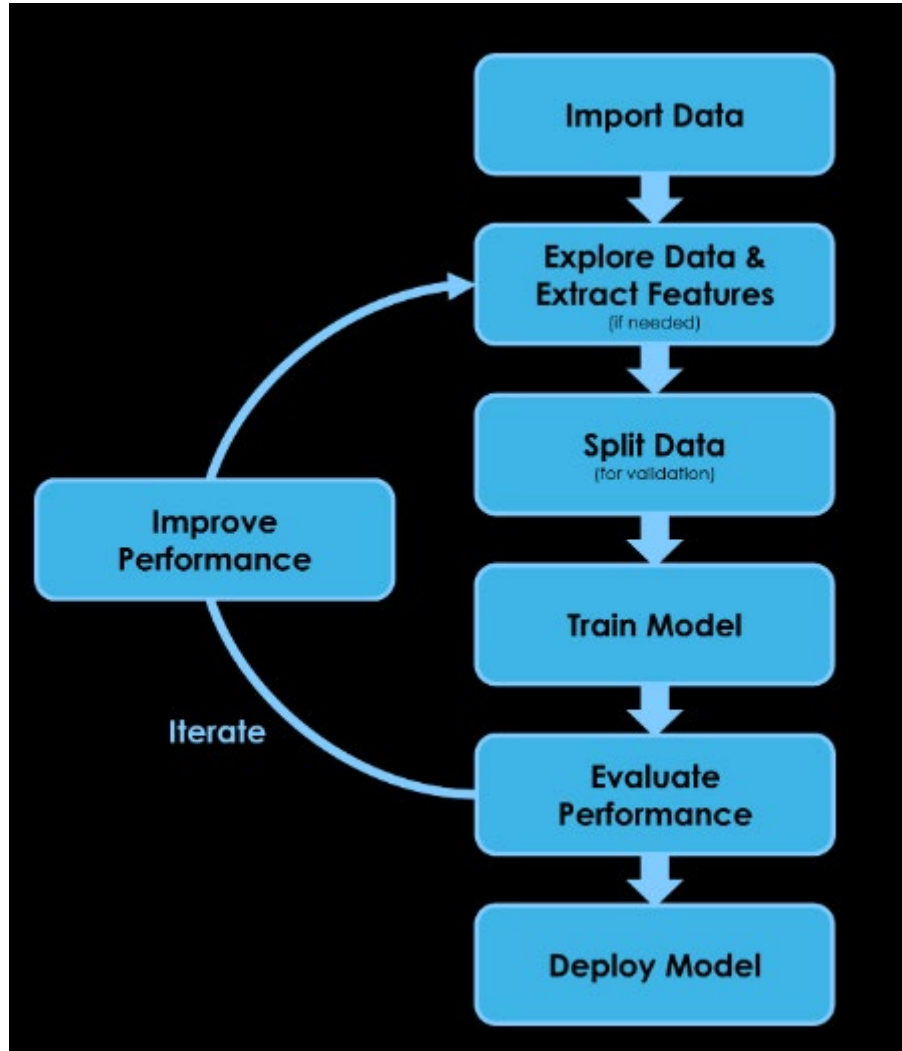 Import Data
Explore Data &
Extract Features
(if needed)
Split Data
(for validation)
Improve
Performance
Train Model
Iterate
Evaluate
Performance
Deploy Model